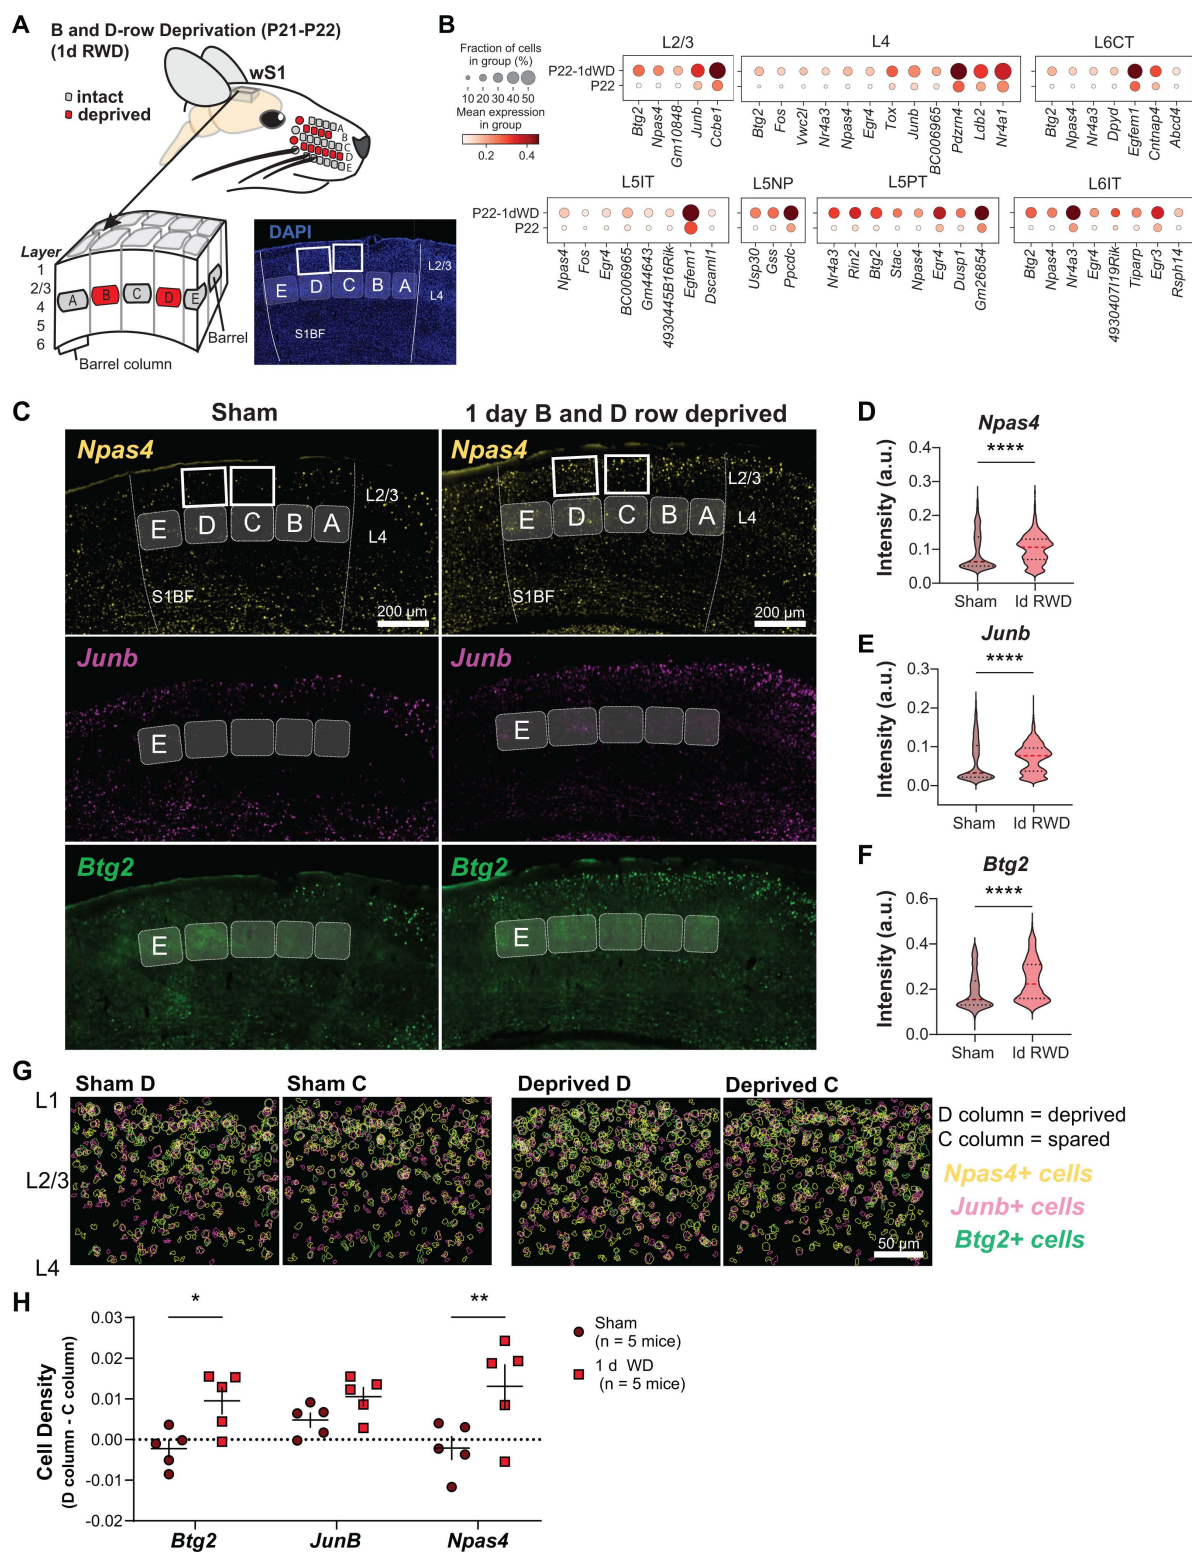 A
B and D-row Deprivation (P21-P22)
(1d RWD)
wS1
intact
deprived
A
B
C
D
E
Layer
1
2/3
4
5
6
A
B
C
D
E
Barrel
Barrel column
DAPI
L2/3
E
D
C
B
A
L4
S1BF
B
Fraction of cells
in group (%)
10 20 30 40 50
Mean expression
in group
0.2
0.4
L2/3
P22-1dWD
P22
Btg2
Npas4
Gm10848
Junb
Ccbe1
L4
Btg2
Fos
Vwc2l
Nr4a3
Npas4
Egr4
Tox
Junb
BC006965
Pdzrn4
Ldb2
Nr4a1
L6CT
Btg2
Npas4
Nr4a3
Dpyd
Egfem1
Cntnap4
Abcd4
L5IT
P22-1dWD
P22
Npas4
Fos
Egr4
BC006965
Gm44643
4930445B16Rik
Egfem1
Dscaml1
L5NP
Usp30
Gss
Ppcdc
L5PT
Nr4a3
Rin2
Btg2
Stac
Npas4
Egr4
Dusp1
Gm26854
L6IT
Btg2
Npas4
Nr4a3
Egr4
4930407I19Rik
Tiparp
Egr3
Rsph14
C
Sham
1 day B and D row deprived
Npas4
L2/3
E D C B A
L4
S1BF
200 µm
Npas4
L2/3
E D C B A
L4
S1BF
200 µm
Junb
E
Junb
E
Btg2
E
Btg2
E
D
Npas4
****
Intensity (a.u.)
0.4
0.3
0.2
0.1
0.0
Sham
ld RWD
E
Junb
****
Intensity (a.u.)
0.3
0.2
0.1
0.0
Sham
ld RWD
F
Btg2
****
Intensity (a.u.)
0.6
0.4
0.2
0.0
Sham
ld RWD
G
Sham D
Sham C
Deprived D
Deprived C
L1
L2/3
L4
50 µm
D column = deprived
C column = spared
Npas4+ cells
Junb+ cells
Btg2+ cells
H
Cell Density
(D column - C column)
0.03
0.02
0.01
0.00
-0.01
-0.02
*
**
Btg2
JunB
Npas4
Sham
(n = 5 mice)
1 d WD
(n = 5 mice)